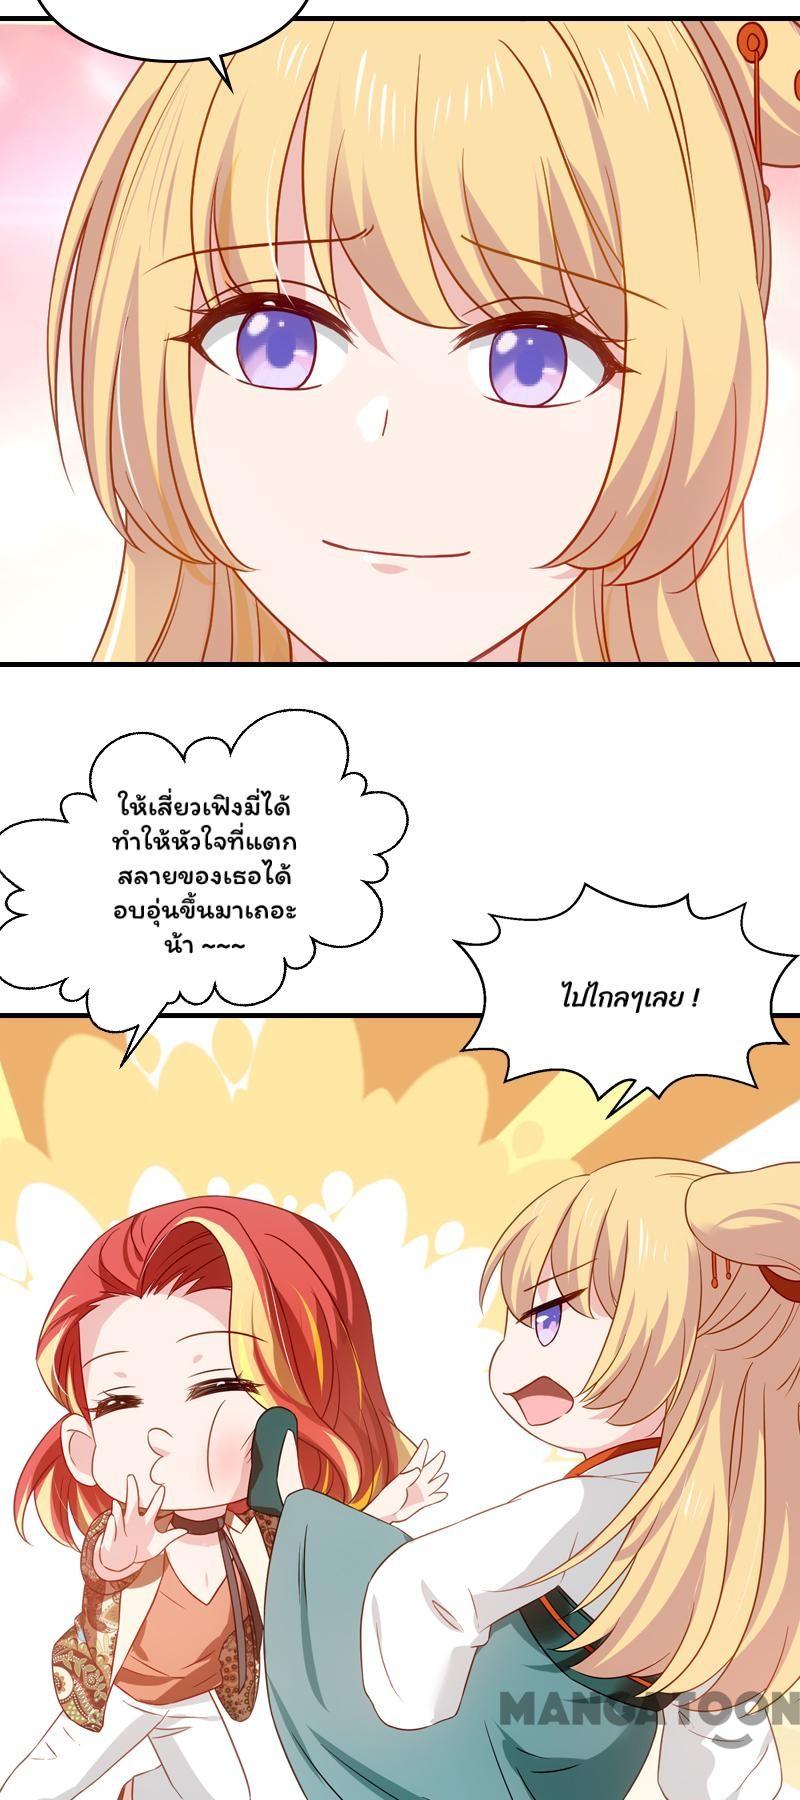 ให้เสี่ยวเฟิงมี่ได้
ทำให้หัวใจที่แตก
สลายของเธอได้
อบอุ่นขึ้นมาเถอะ
น้า ~~~
ไปไกลๆเลย !
MANGATOON